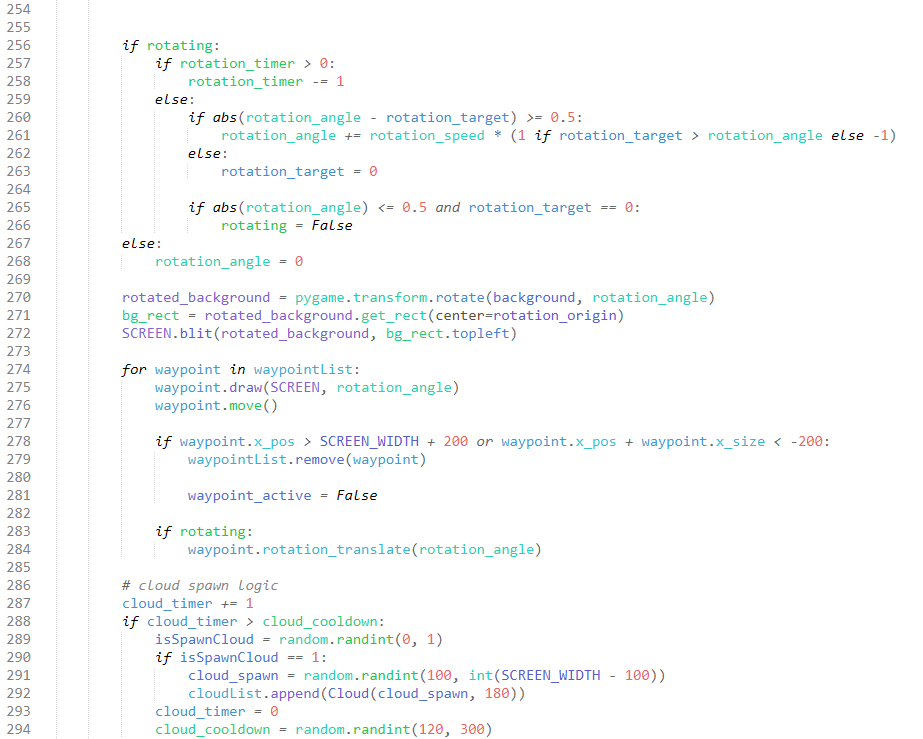 254
255
256 if rotating:
257 if rotation_timer > 0:
258 rotation_timer -= 1
259 else:
260 if abs(rotation_angle - rotation_target) >= 0.5:
261 rotation_angle += rotation_speed * (1 if rotation_target > rotation_angle else -1)
262 else:
263 rotation_target = 0
264
265 if abs(rotation_angle) <= 0.5 and rotation_target == 0:
266 rotating = False
267 else:
268 rotation_angle = 0
269
270 rotated_background = pygame.transform.rotate(background, rotation_angle)
271 bg_rect = rotated_background.get_rect(center=rotation_origin)
272 SCREEN.blit(rotated_background, bg_rect.topleft)
273
274 for waypoint in waypointList:
275 waypoint.draw(SCREEN, rotation_angle)
276 waypoint.move()
277
278 if waypoint.x_pos > SCREEN_WIDTH + 200 or waypoint.x_pos + waypoint.x_size < -200:
279 waypointList.remove(waypoint)
280
281 waypoint_active = False
282
283 if rotating:
284 waypoint.rotation_translate(rotation_angle)
285
286 # cloud spawn logic
287 cloud_timer += 1
288 if cloud_timer > cloud_cooldown:
289 isSpawnCloud = random.randint(0, 1)
290 if isSpawnCloud == 1:
291 cloud_spawn = random.randint(100, int(SCREEN_WIDTH - 100))
292 cloudList.append(Cloud(cloud_spawn, 180))
293 cloud_timer = 0
294 cloud_cooldown = random.randint(120, 300)